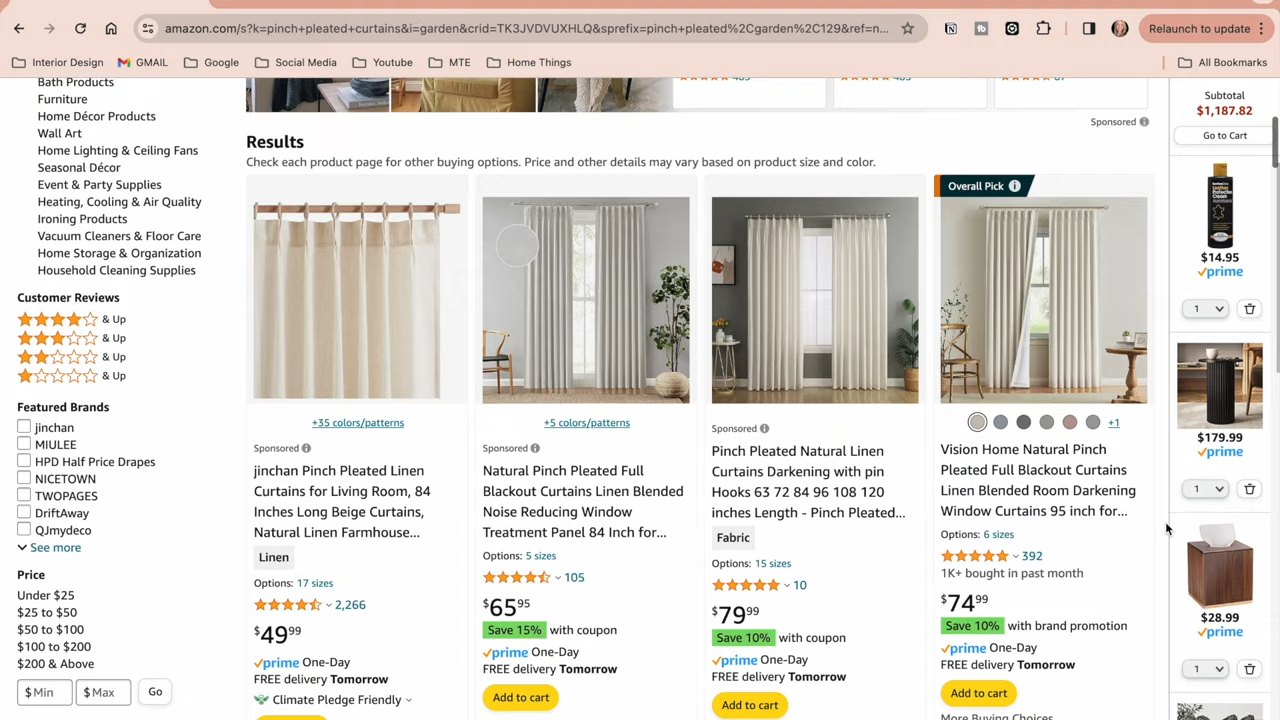 amazon.com/s?k=pinch+pleated+curtains&i=garden&crid=TK3JVDVUXHLQ&sprefix=pinch+pleated%2Cgarden%2C129&ref=n...
Relaunch to update
Interior Design
GMAIL
Google
Social Media
Youtube
MTE
Home Things
All Bookmarks
Bath Products
Furniture
Home Décor Products
Wall Art
Home Lighting & Ceiling Fans
Seasonal Décor
Event & Party Supplies
Heating, Cooling & Air Quality
Ironing Products
Vacuum Cleaners & Floor Care
Home Storage & Organization
Household Cleaning Supplies
Customer Reviews
& Up
& Up
& Up
& Up
Featured Brands
jinchan
MIULEE
HPD Half Price Drapes
NICETOWN
TWOPAGES
DriftAway
QJmydeco
See more
Price
Under $25
$25 to $50
$50 to $100
$100 to $200
$200 & Above
$ Min
$ Max
Go
Sponsored
Results
Check each product page for other buying options. Price and other details may vary based on product size and color.
+35 colors/patterns
Sponsored
jinchan Pinch Pleated Linen
Curtains for Living Room, 84
Inches Long Beige Curtains,
Natural Linen Farmhouse...
Linen
Options: 17 sizes
2,266
$4999
prime One-Day
FREE delivery Tomorrow
Climate Pledge Friendly
+5 colors/patterns
Sponsored
Natural Pinch Pleated Full
Blackout Curtains Linen Blended
Noise Reducing Window
Treatment Panel 84 Inch for...
Options: 5 sizes
105
$6595
Save 15% with coupon
prime One-Day
FREE delivery Tomorrow
Add to cart
Sponsored
Pinch Pleated Natural Linen
Curtains Darkening with pin
Hooks 63 72 84 96 108 120
inches Length - Pinch Pleated...
Fabric
Options: 15 sizes
10
$7999
Save 10% with coupon
prime One-Day
FREE delivery Tomorrow
Add to cart
Overall Pick
+1
Vision Home Natural Pinch
Pleated Full Blackout Curtains
Linen Blended Room Darkening
Window Curtains 95 inch for...
Options: 6 sizes
392
1K+ bought in past month
$7499
Save 10% with brand promotion
prime One-Day
FREE delivery Tomorrow
Add to cart
More Buying Choices
Subtotal
$1,187.82
Go to Cart
$14.95
prime
1
$179.99
prime
1
$28.99
prime
1